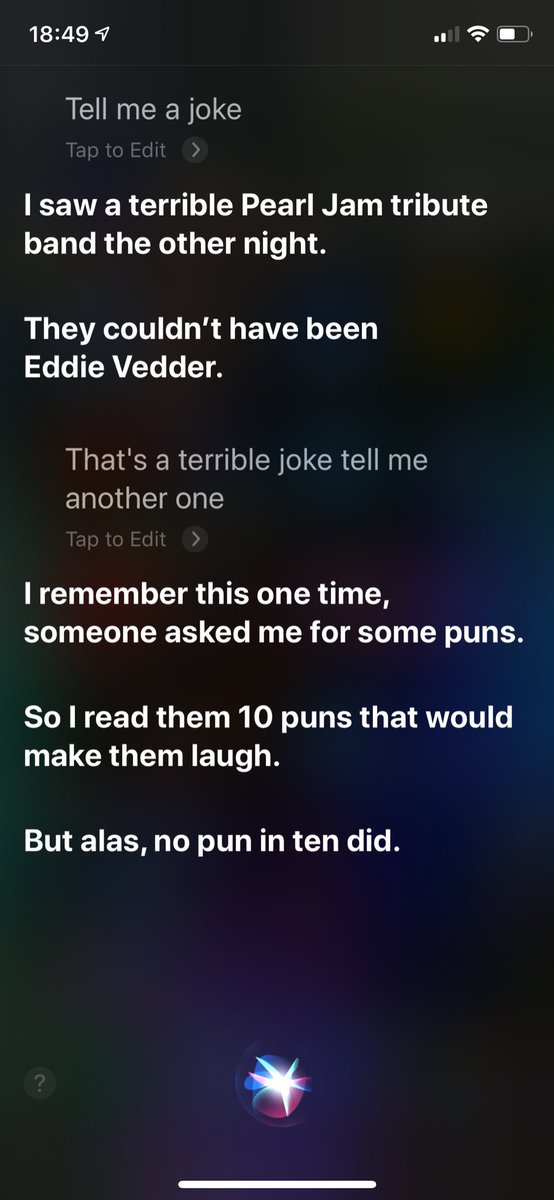 18:49
Tell me a joke
Tap to Edit
I saw a terrible Pearl Jam tribute
band the other night.
They couldn’t have been
Eddie Vedder.
That's a terrible joke tell me
another one
Tap to Edit
I remember this one time,
someone asked me for some puns.
So I read them 10 puns that would
make them laugh.
But alas, no pun in ten did.
?